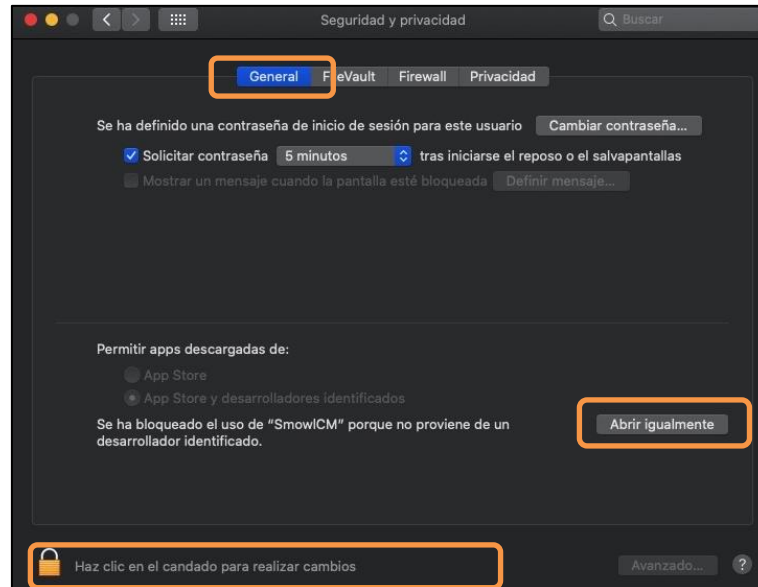 Seguridad y privacidad
Buscar
General FileVault Firewall Privacidad
Se ha definido una contraseña de inicio de sesión para este usuario Cambiar contraseña...
Solicitar contraseña 5 minutos tras iniciarse el reposo o el salvapantallas
Mostrar un mensaje cuando la pantalla esté bloqueada Definir mensaje...
Permitir apps descargadas de:
App Store
App Store y desarrolladores identificados
Se ha bloqueado el uso de “SmowlCM” porque no proviene de un
desarrollador identificado.
Abrir igualmente
Haz clic en el candado para realizar cambios
Avanzado... ?